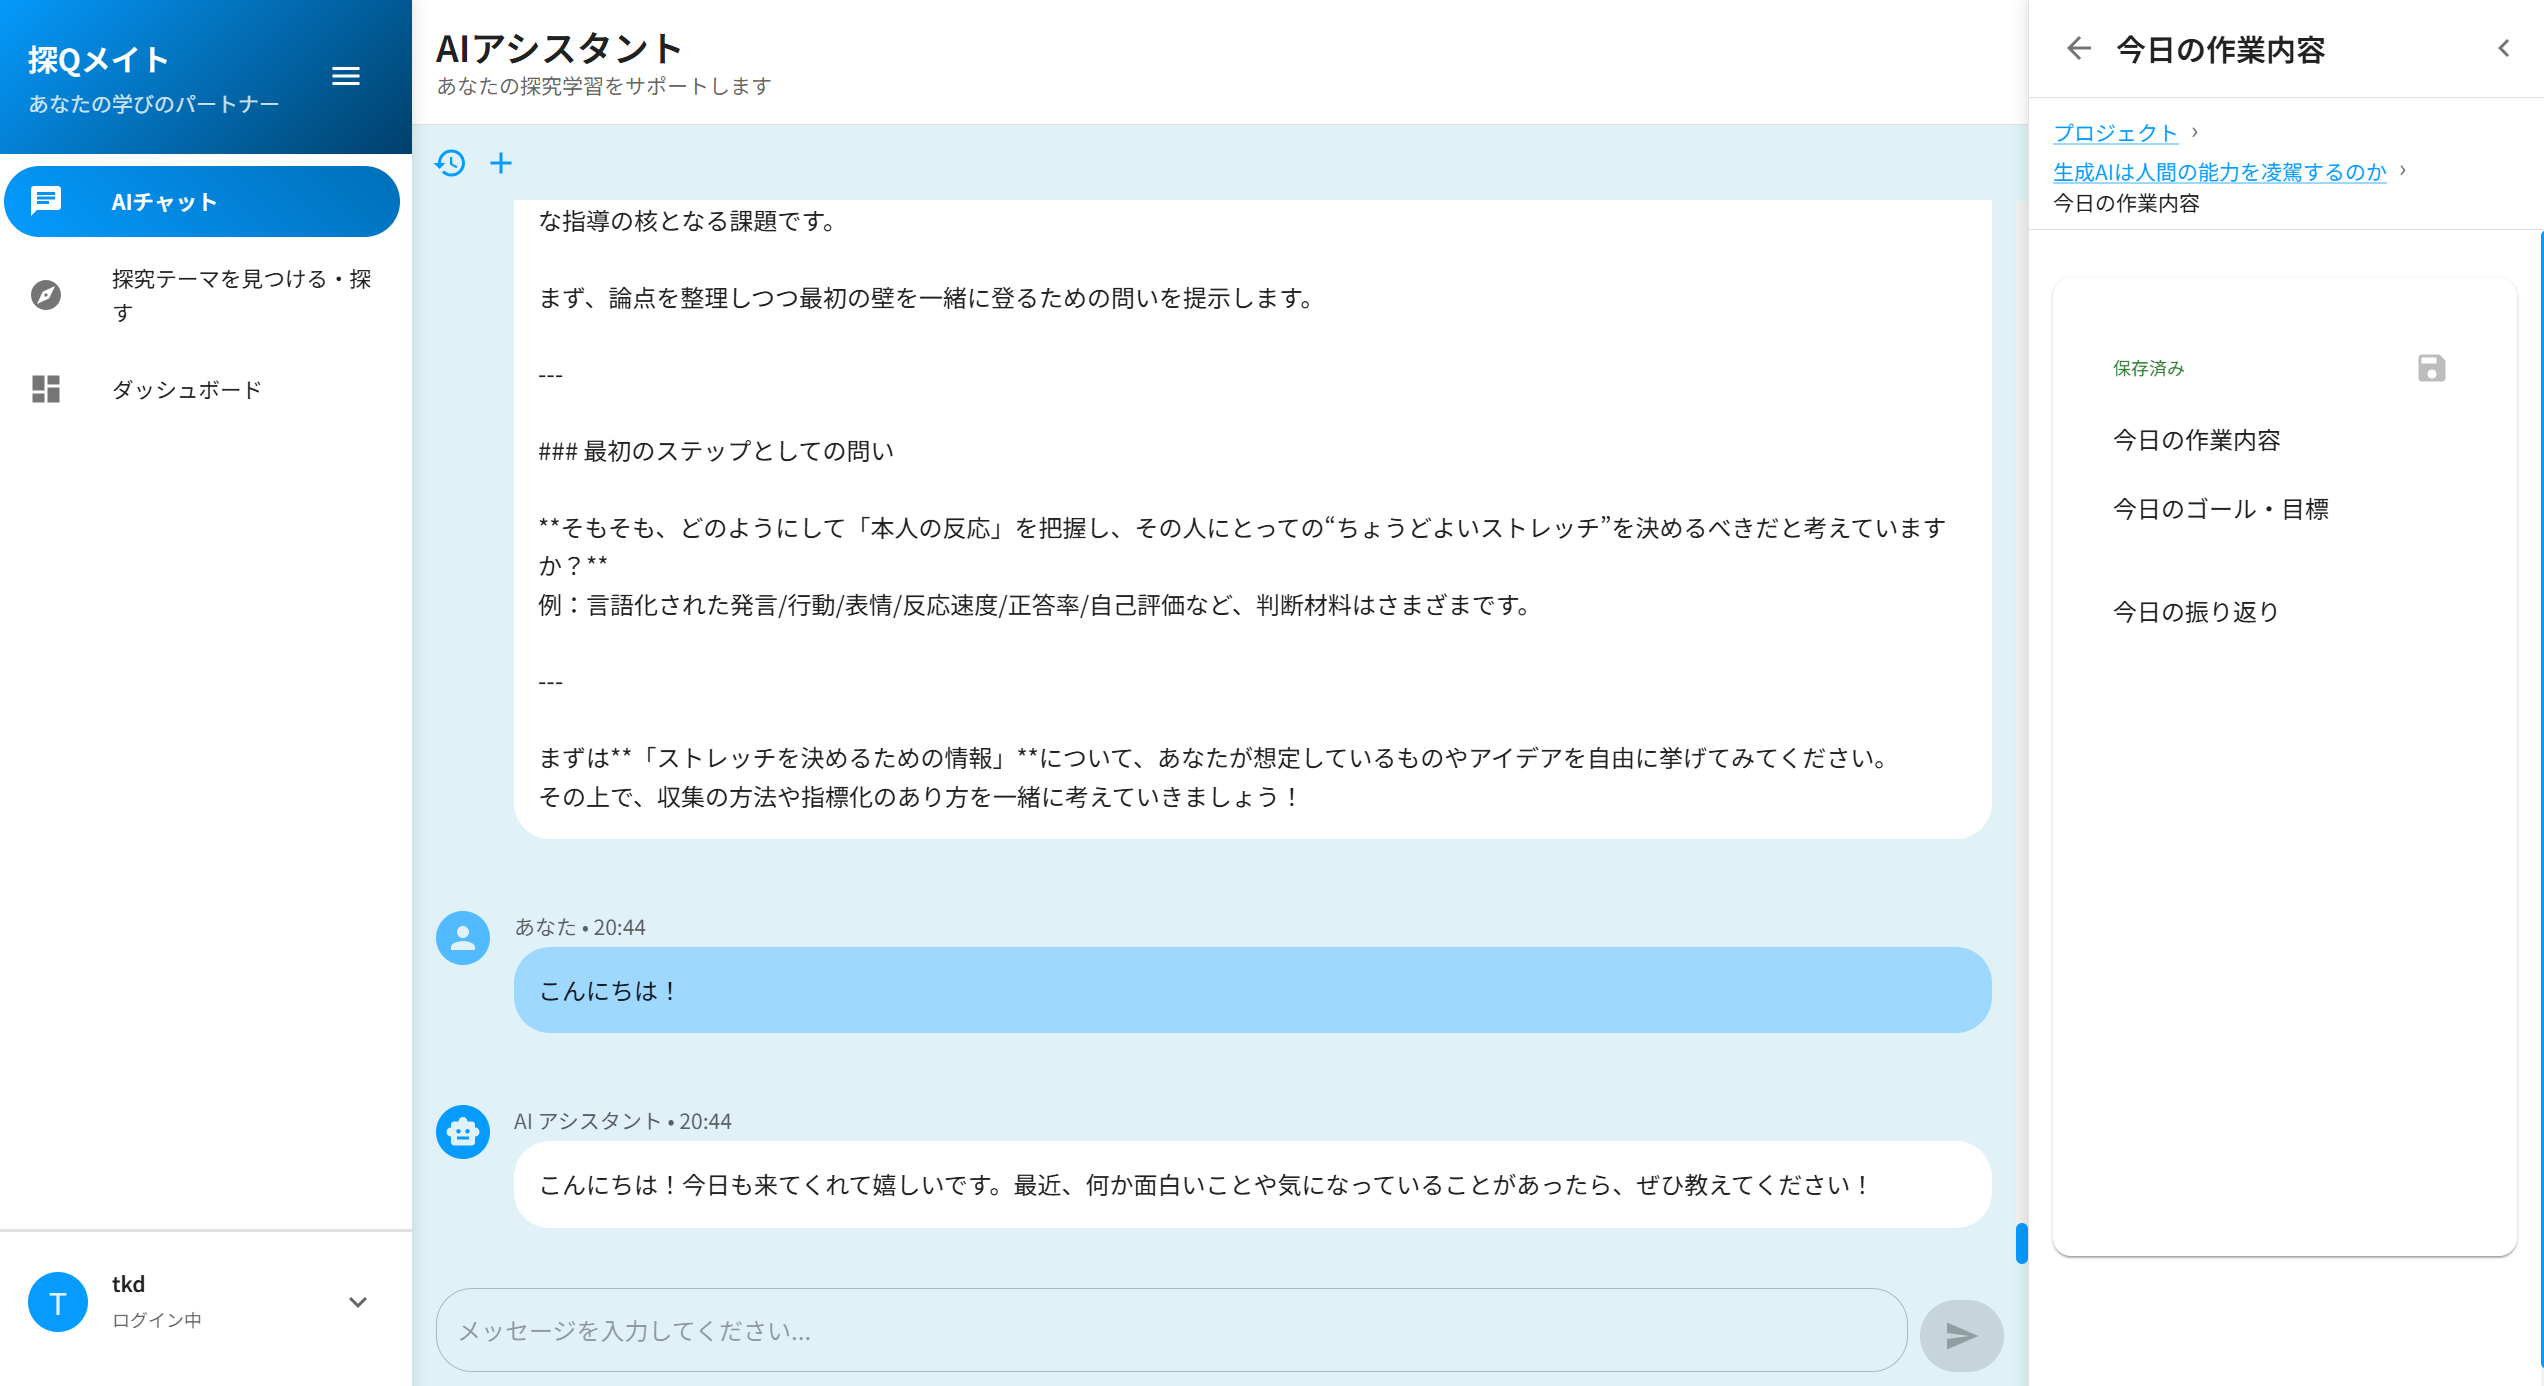 探Qメイト
あなたの学びのパートナー
AIチャット
探究テーマを見つける・探
す
ダッシュボード
tkd
T
ログイン中
AIアシスタント
あなたの探究学習をサポートします
な指導の核となる課題です。
まず、論点を整理しつつ最初の壁を一緒に登るための問いを提示します。
---
### 最初のステップとしての問い
**そもそも、どのようにして「本人の反応」を把握し、その人にとっての“ちょうどよいストレッチ”を決めるべきだと考えています
か？**
例：言語化された発言/行動/表情/反応速度/正答率/自己評価など、判断材料はさまざまです。
---
まずは**「ストレッチを決めるための情報」**について、あなたが想定しているものやアイデアを自由に挙げてみてください。
その上で、収集の方法や指標化のあり方を一緒に考えていきましょう！
あなた • 20:44
こんにちは！
AI アシスタント • 20:44
こんにちは！今日も来てくれて嬉しいです。最近、何か面白いことや気になっていることがあったら、ぜひ教えてください！
メッセージを入力してください...
今日の作業内容
プロジェクト ›
生成AIは人間の能力を凌駕するのか ›
今日の作業内容
保存済み
今日の作業内容
今日のゴール・目標
今日の振り返り